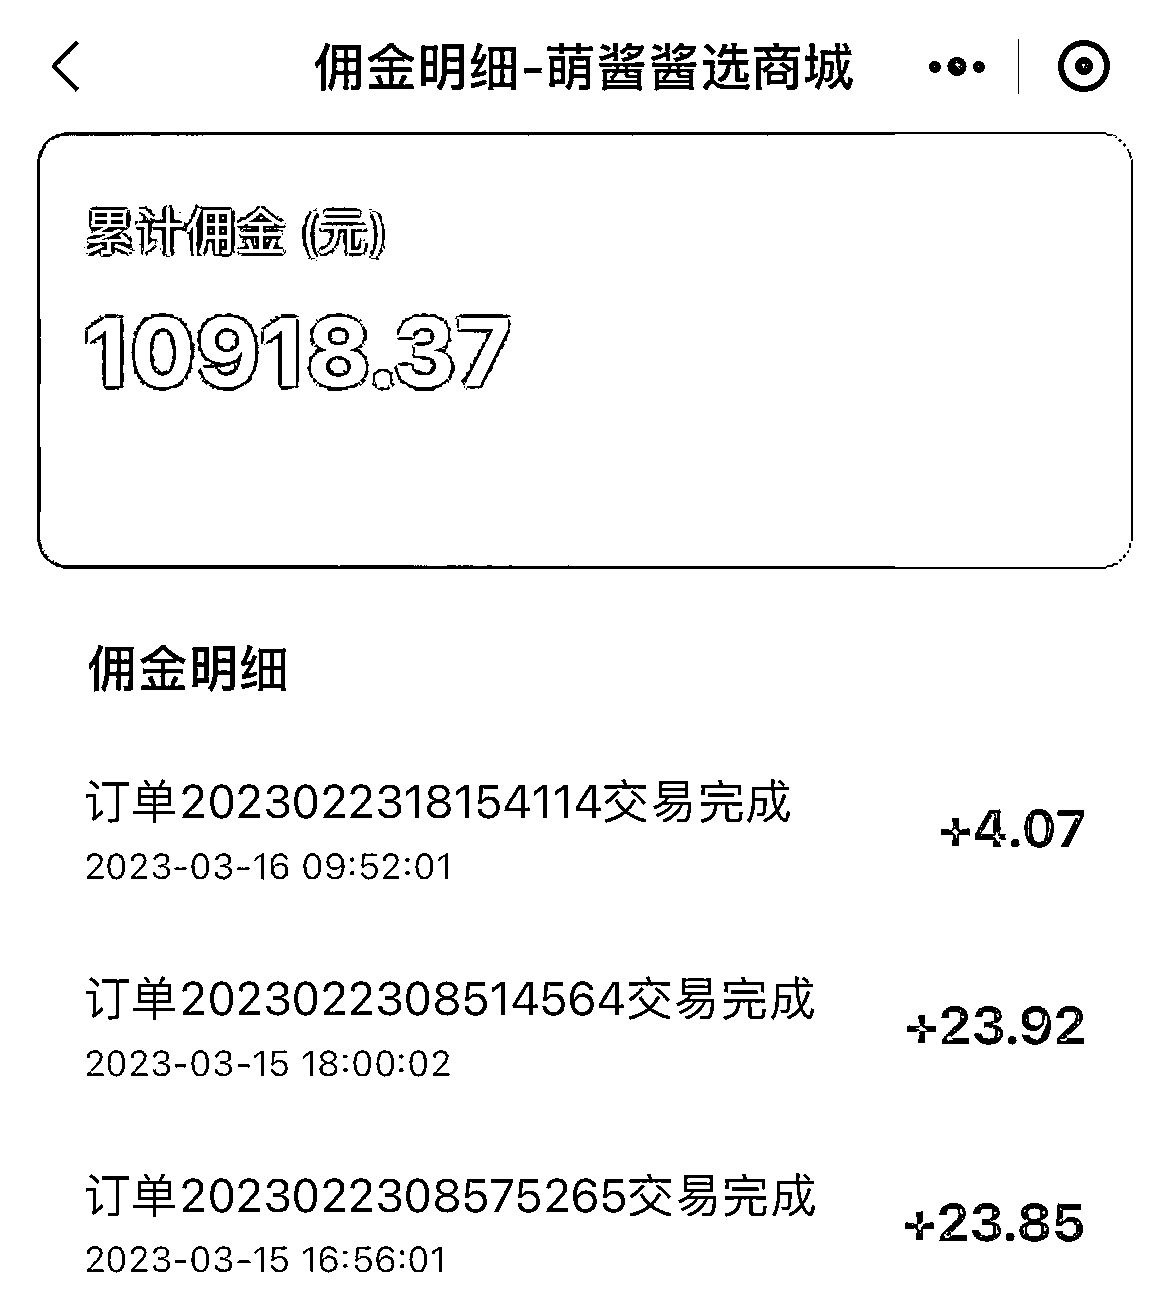 佣金明细-萌酱酱选商城
累计佣金 (元)
10918.37
佣金明细
订单2023022318154114交易完成
+4.07
2023-03-16 09:52:01
订单2023022308514564交易完成
+23.92
2023-03-15 18:00:02
订单2023022308575265交易完成
+23.85
2023-03-15 16:56:01